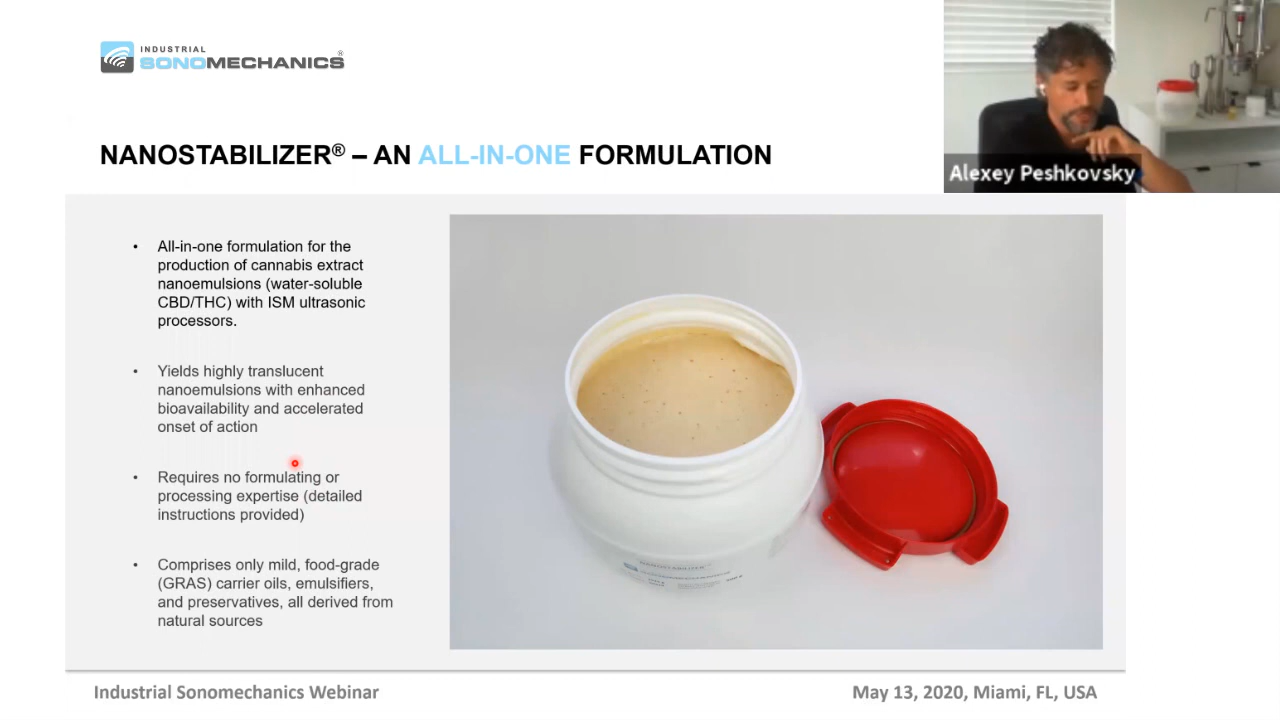 INDUSTRIAL
SONOMECHANICS®
NANOSTABILIZER® – AN ALL-IN-ONE FORMULATION
Alexey Peshkovsky
• All-in-one formulation for the
production of cannabis extract
nanoemulsions (water-soluble
CBD/THC) with ISM ultrasonic
processors.
• Yields highly translucent
nanoemulsions with enhanced
bioavailability and accelerated
onset of action
• Requires no formulating or
processing expertise (detailed
instructions provided)
• Comprises only mild, food-grade
(GRAS) carrier oils, emulsifiers,
and preservatives, all derived from
natural sources
Industrial Sonomechanics Webinar
May 13, 2020, Miami, FL, USA